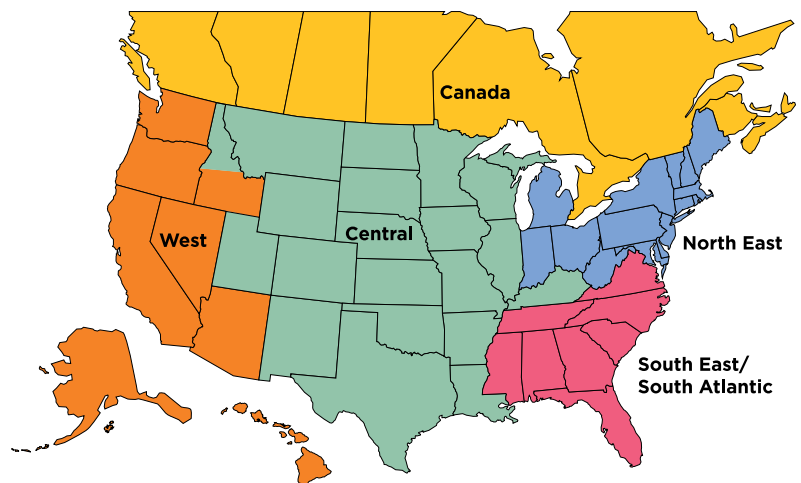 Canada
West
Central
North East
South East/
South Atlantic